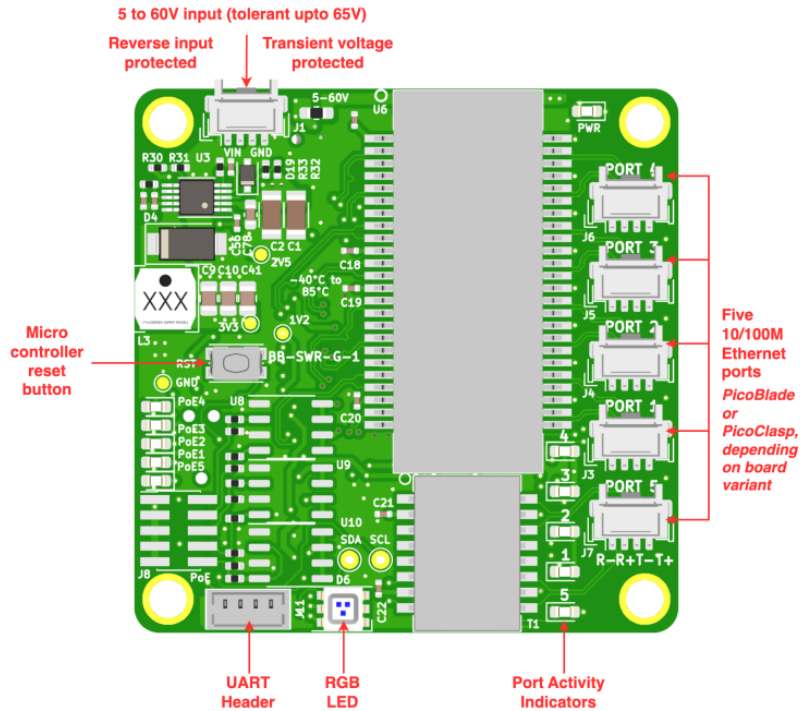 5 to 60V input (tolerant upto 65V)
Reverse input
protected
Transient voltage
protected
5-60V
U6
J1
PWR
VIN GND
R30 R31 U3
D19
R33
R32
PORT 4
D4
J6
C56
C78
C2 C1
2V5
PORT 3
C18
C9 C10 C41
-40°C to
85°C
C19
XXX
J5
3V3
1V2
PORT 2
Five
10/100M
Ethernet
ports
PicoBlade
or
PicoClasp,
depending
on board
variant
L3
Micro
controller
reset
button
RST
BB-SWR-G-1
GND
J4
PoE4
U8
PORT 1
C20
PoE3
PoE2
PoE1
PoE5
4
U9
J3
3
PORT 5
C21
U10
2
SDA SCL
J7
R-R+T-T+
J8
PoE
D6
1
J11
C22
5
T1
UART
Header
RGB
LED
Port Activity
Indicators